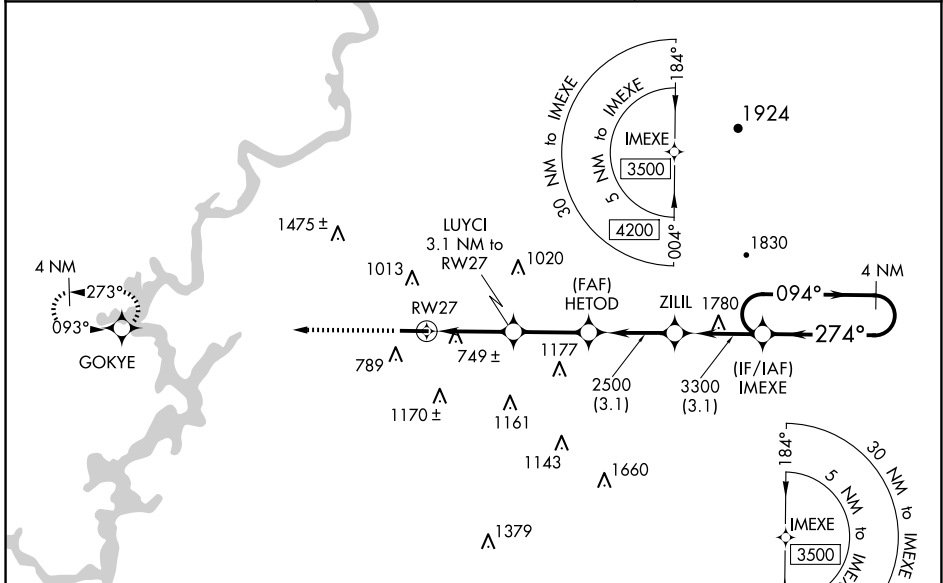 184°
30 NM to IMEXE
5 NM to IMEXE
1924
IMEXE
3500
4200
004°
1475 ±
LUYCI
3.1 NM to
RW27
1020
1830
1013
4 NM
273°
093°
GOKYE
(FAF)
HETOD
ZILIL
1780
4 NM
094°
274°
RW27
789
749 ±
1177
2500
(3.1)
3300
(3.1)
(IF/IAF)
IMEXE
1170 ±
1161
1143
1660
1379
184°
30 NM to IMEXE
5 NM to IME
IMEXE
3500